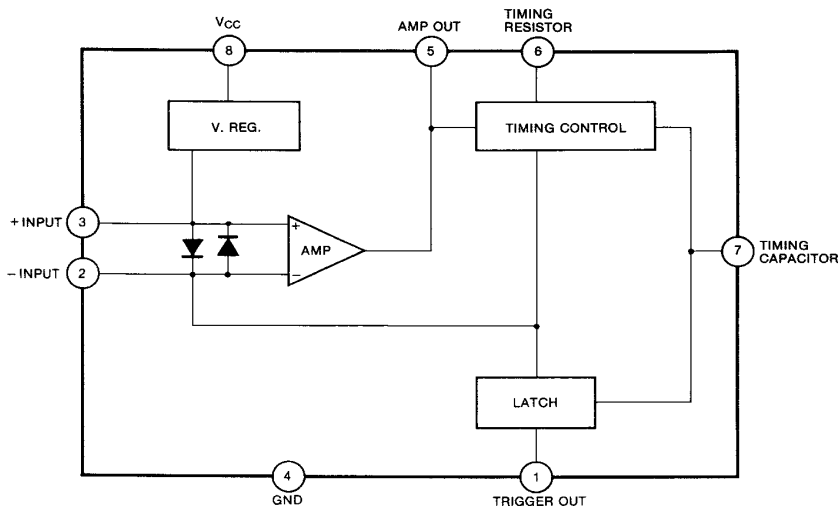 VCC
8
AMP OUT
5
TIMING
RESISTOR
6
V. REG.
TIMING CONTROL
+ INPUT
3
+
AMP
−
− INPUT
2
7
TIMING
CAPACITOR
LATCH
4
GND
1
TRIGGER OUT